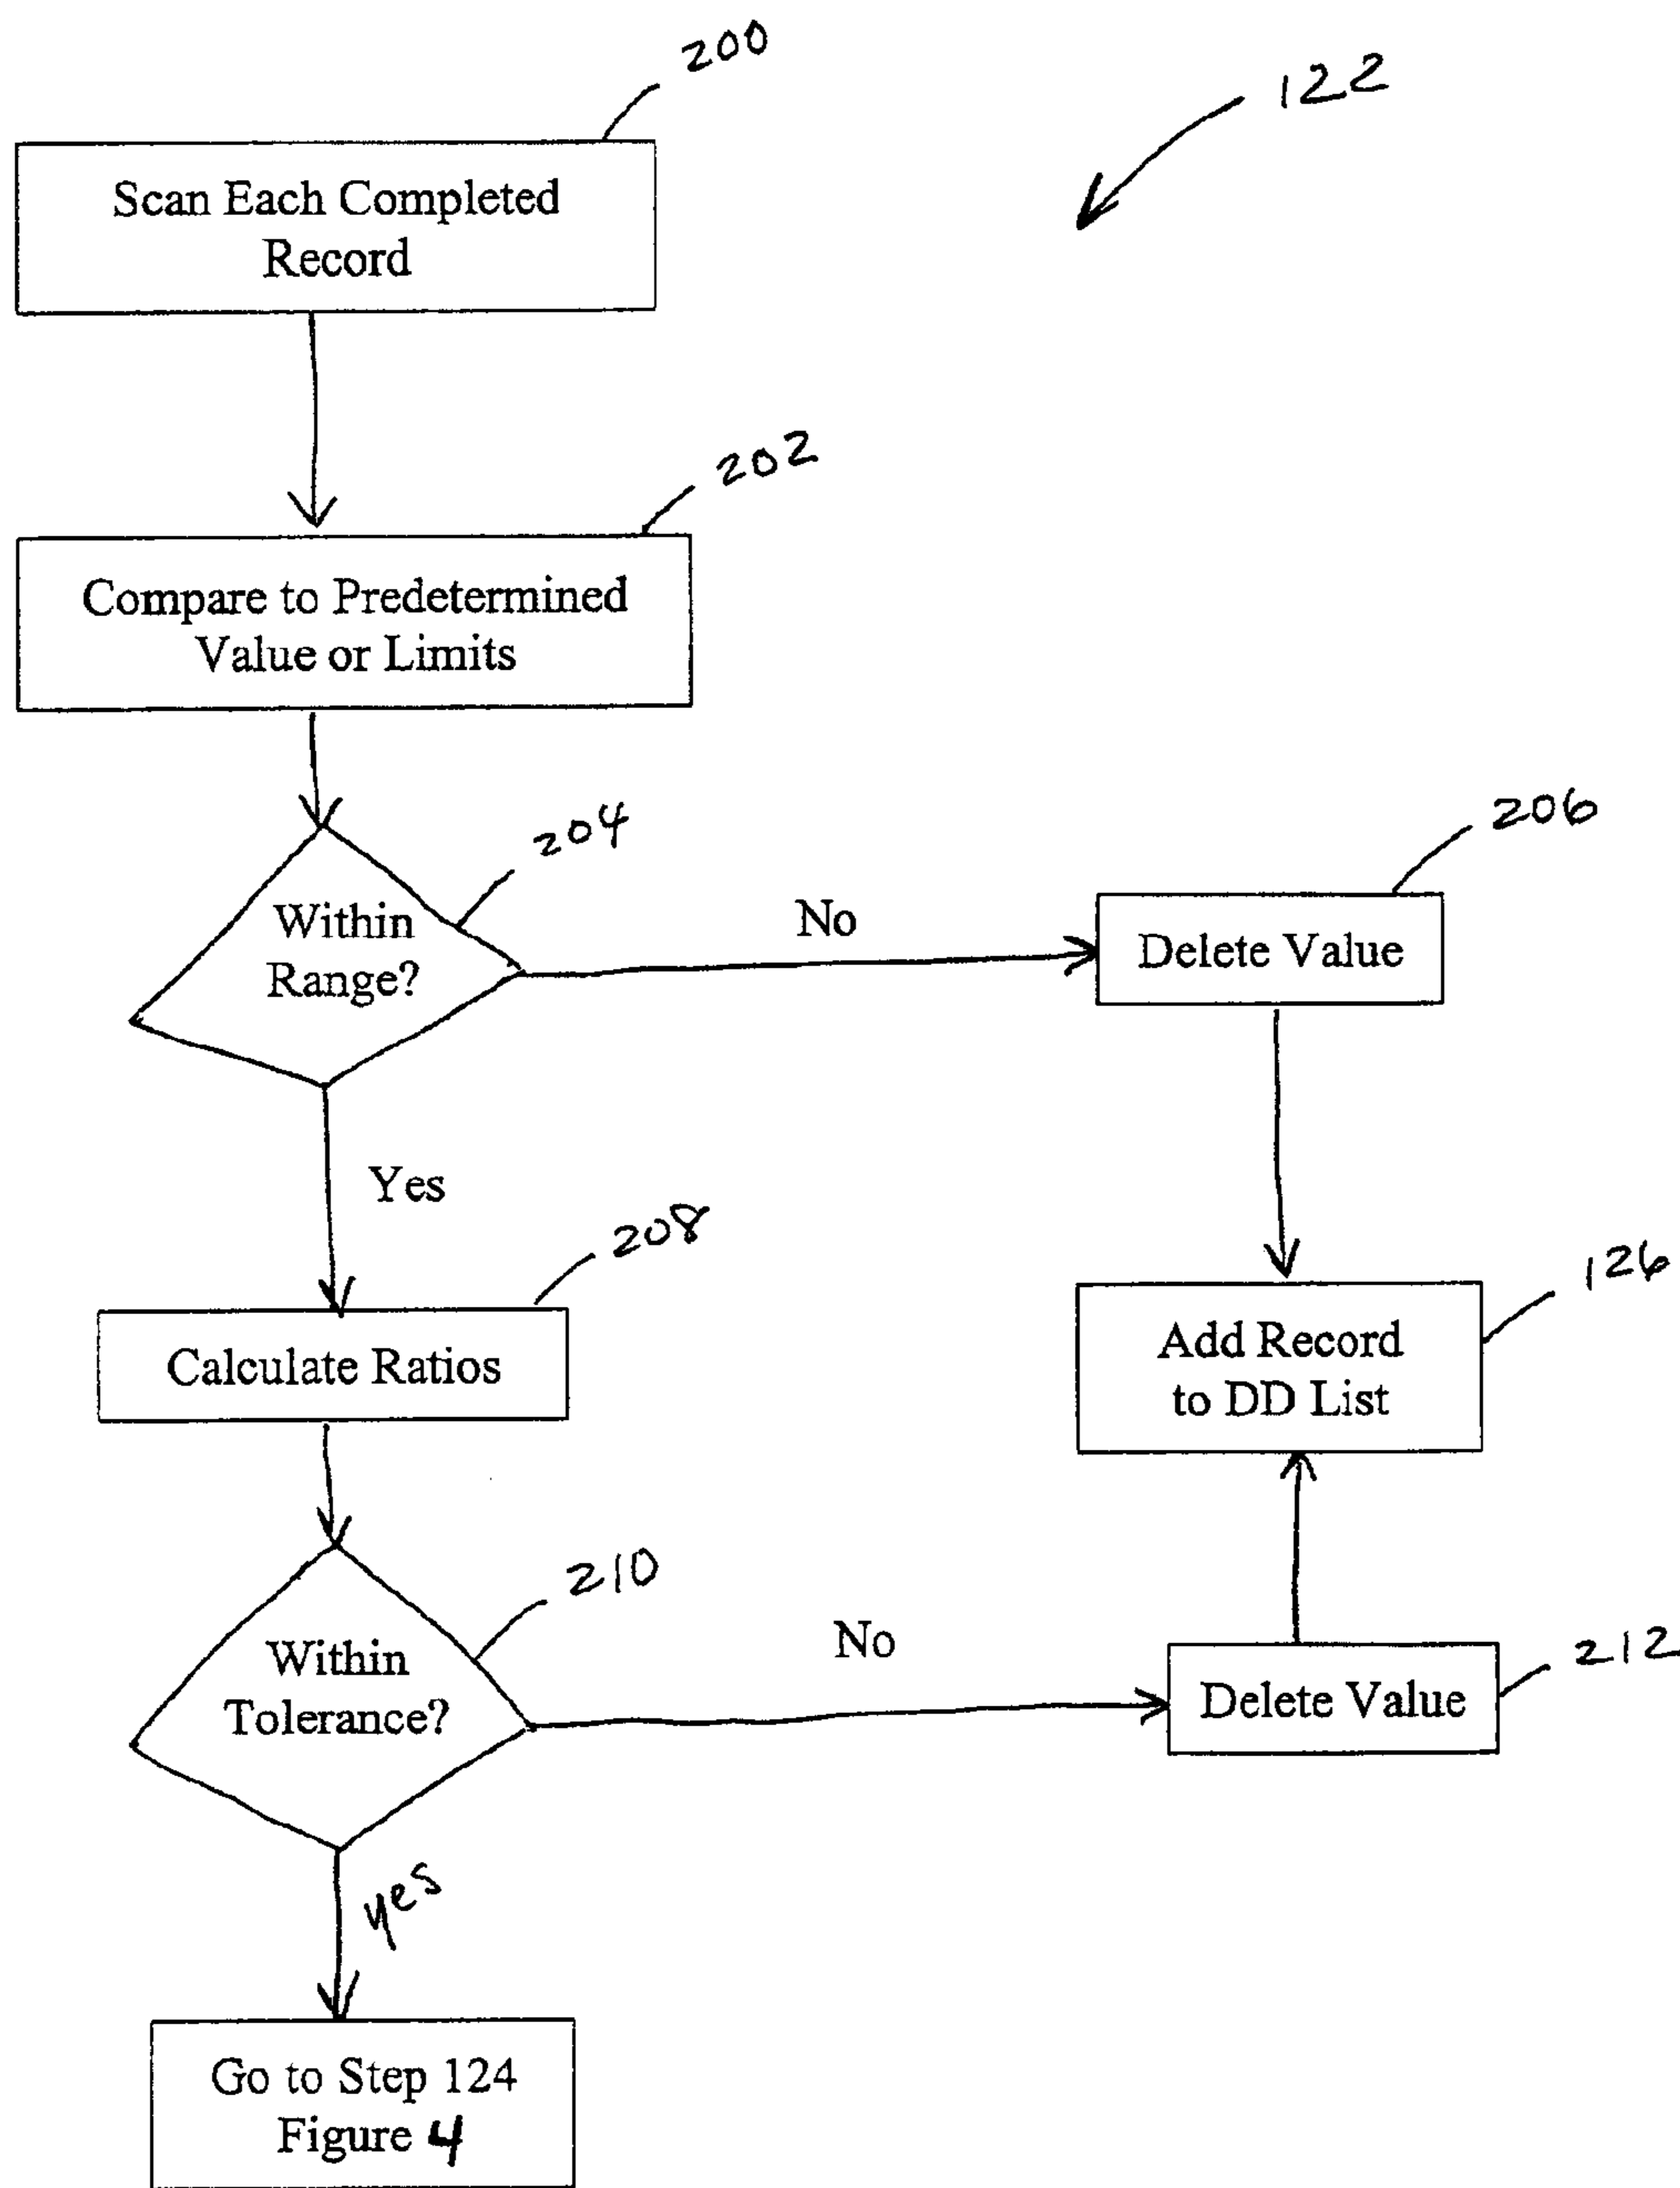 200
122
Scan Each Completed
Record
202
Compare to Predetermined
Value or Limits
204
Within
Range?
No
206
Delete Value
Yes
208
Calculate Ratios
126
Add Record
to DD List
210
Within
Tolerance?
No
212
Delete Value
yes
Go to Step 124
Figure 4